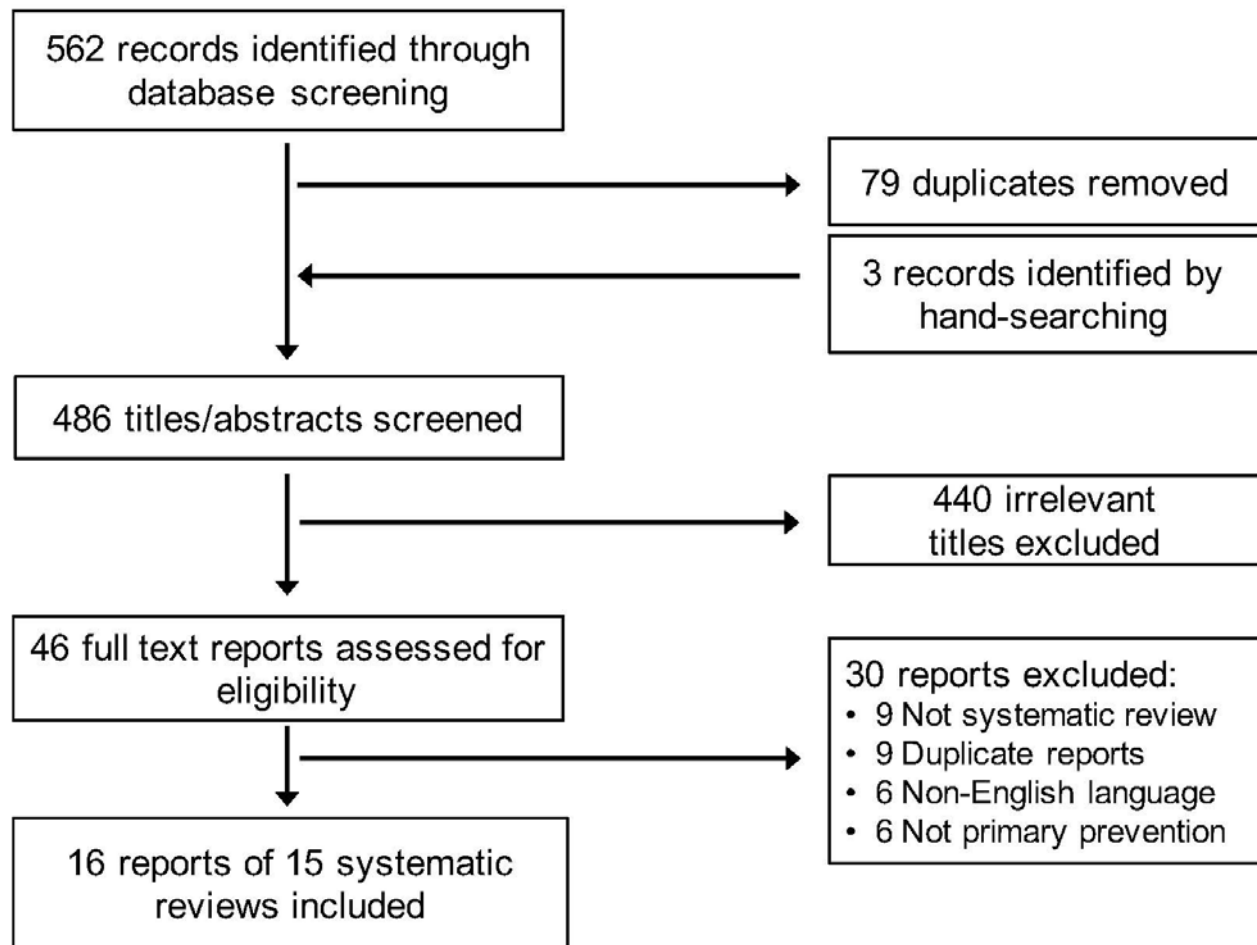 562 records identified through
database screening
79 duplicates removed
3 records identified by
hand-searching
486 titles/abstracts screened
440 irrelevant
titles excluded
46 full text reports assessed for
eligibility
30 reports excluded:
• 9 Not systematic review
• 9 Duplicate reports
• 6 Non-English language
• 6 Not primary prevention
16 reports of 15 systematic
reviews included